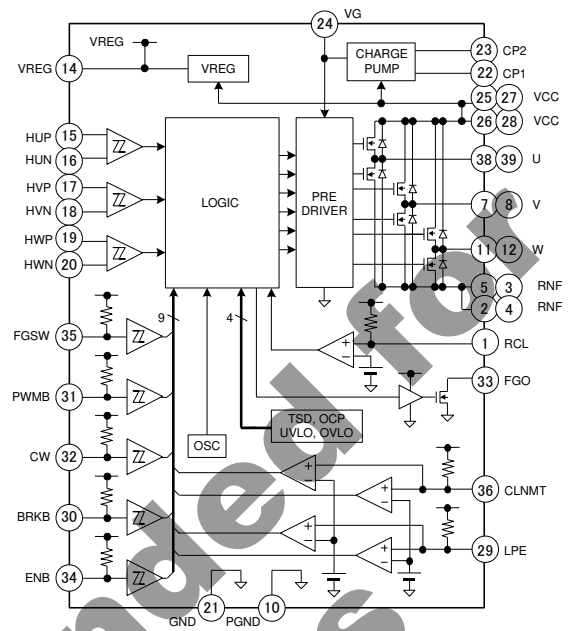 24 VG
VREG
VREG 14
VREG
CHARGE
PUMP
23 CP2
22 CP1
25 27 VCC
26 28 VCC
HUP 15
HUN 16
HVP 17
HVN 18
HWP 19
HWN 20
LOGIC
PRE
DRIVER
38 39 U
7 8 V
11 12 W
5 3 RNF
2 4 RNF
9
4
+
−
1 RCL
FGSW 35
33 FGO
PWMB 31
TSD, OCP
UVLO, OVLO
OSC
CW 32
+
−
+
−
36 CLNMT
BRKB 30
+
−
+
−
29 LPE
ENB 34
GND 21
PGND 10
nded for
s